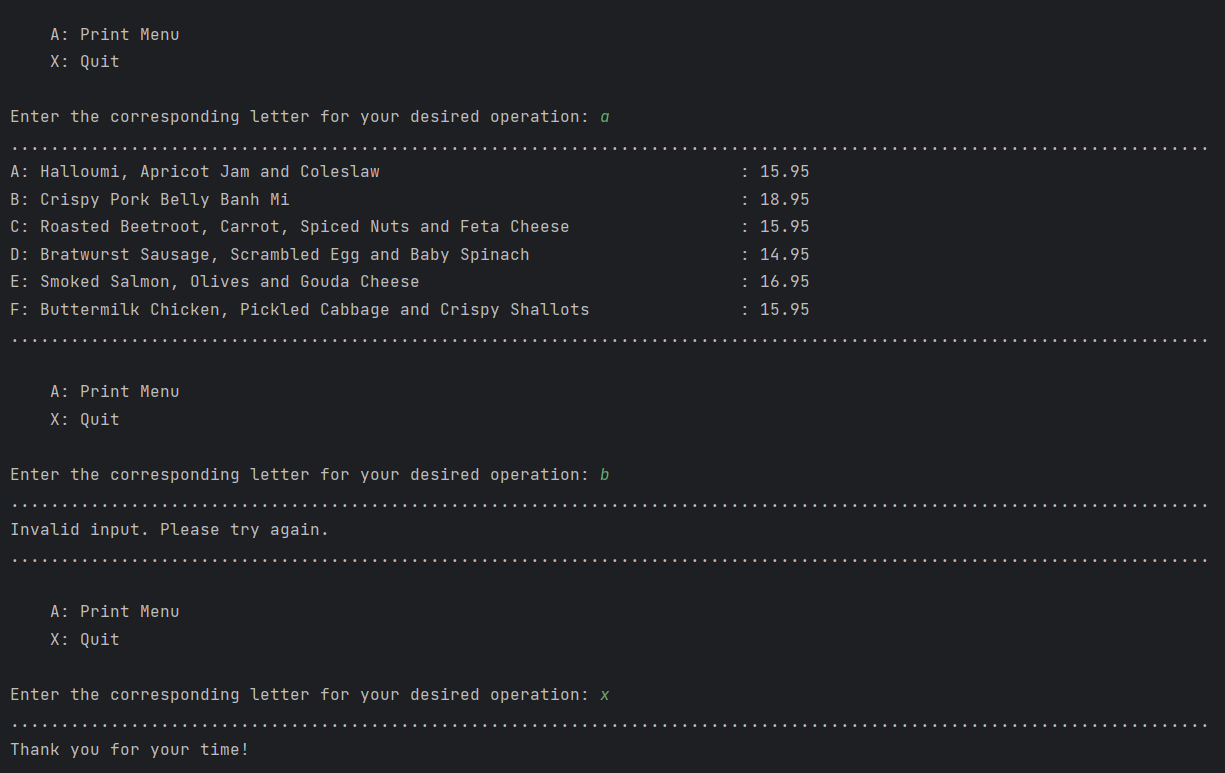 A: Print Menu
X: Quit
Enter the corresponding letter for your desired operation: a
........................................................................................................................
A: Halloumi, Apricot Jam and Coleslaw : 15.95
B: Crispy Pork Belly Banh Mi : 18.95
C: Roasted Beetroot, Carrot, Spiced Nuts and Feta Cheese : 15.95
D: Bratwurst Sausage, Scrambled Egg and Baby Spinach : 14.95
E: Smoked Salmon, Olives and Gouda Cheese : 16.95
F: Buttermilk Chicken, Pickled Cabbage and Crispy Shallots : 15.95
........................................................................................................................
A: Print Menu
X: Quit
Enter the corresponding letter for your desired operation: b
........................................................................................................................
Invalid input. Please try again.
........................................................................................................................
A: Print Menu
X: Quit
Enter the corresponding letter for your desired operation: x
........................................................................................................................
Thank you for your time!